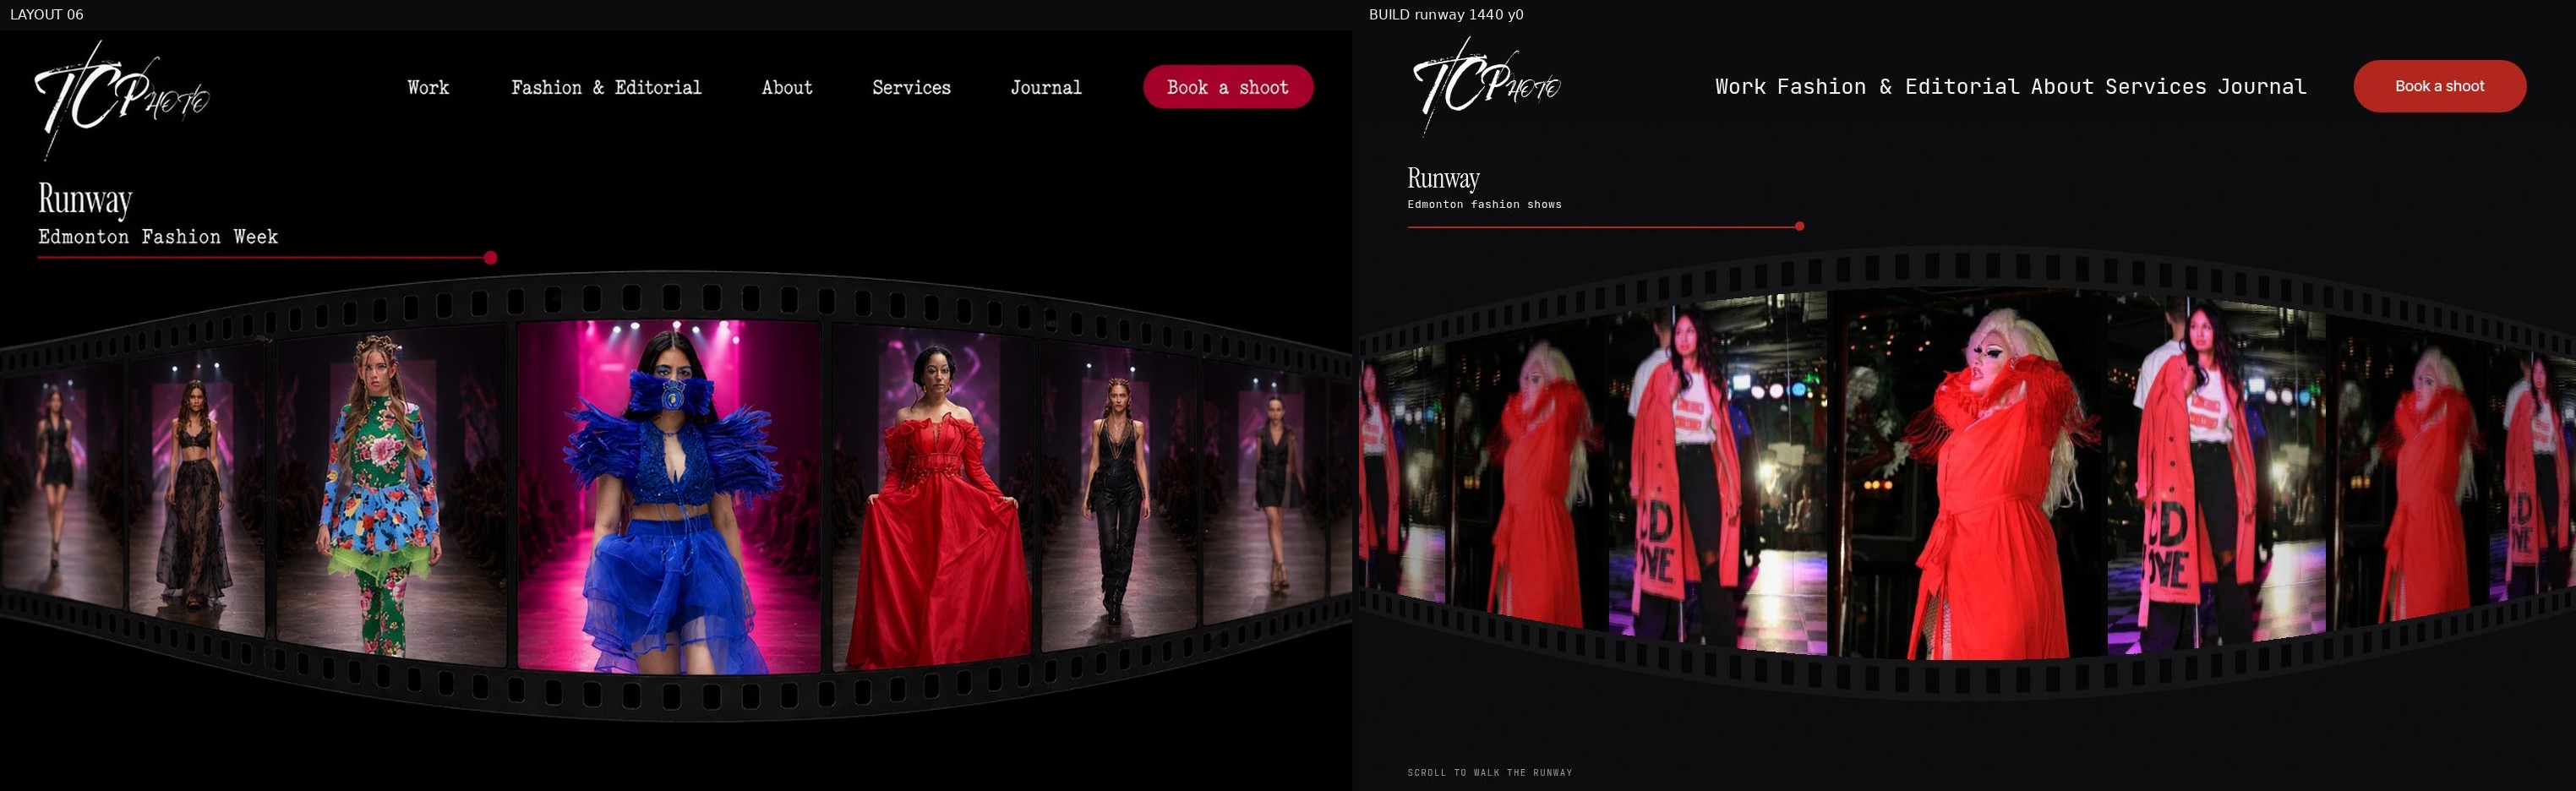 LAYOUT 06
TCPHOTO
Work Fashion & Editorial About Services Journal Book a shoot
Runway
Edmonton Fashion Week
BUILD runway 1440 y0
TCPHOTO
Work Fashion & Editorial About Services Journal Book a shoot
Runway
Edmonton fashion shows
SCROLL TO WALK THE RUNWAY